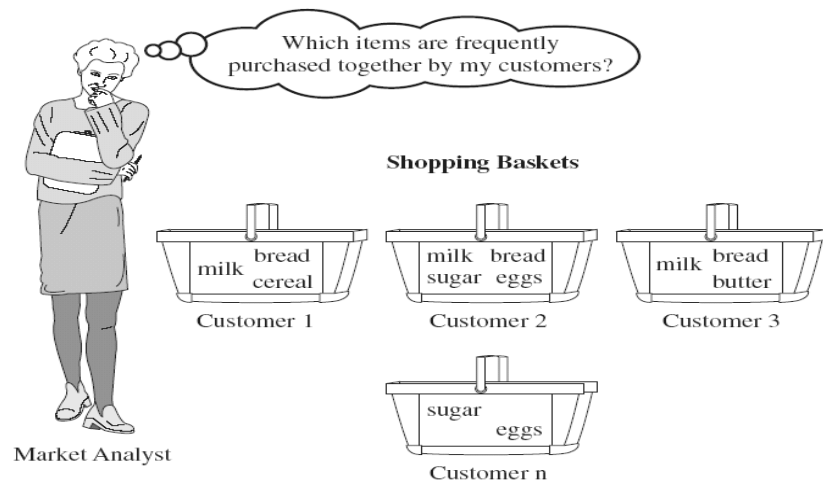 Which items are frequently
purchased together by my customers?
Shopping Baskets
milk bread
cereal
Customer 1
milk bread
sugar eggs
Customer 2
milk bread
butter
Customer 3
sugar
eggs
Customer n
Market Analyst